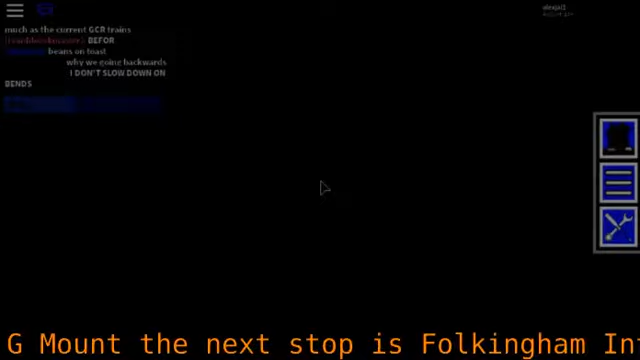 much as the current GCR trains
BEFOR
beans on toast
why we going backwards
I DON'T SLOW DOWN ON
BENDS
G Mount the next stop is Folkingham In